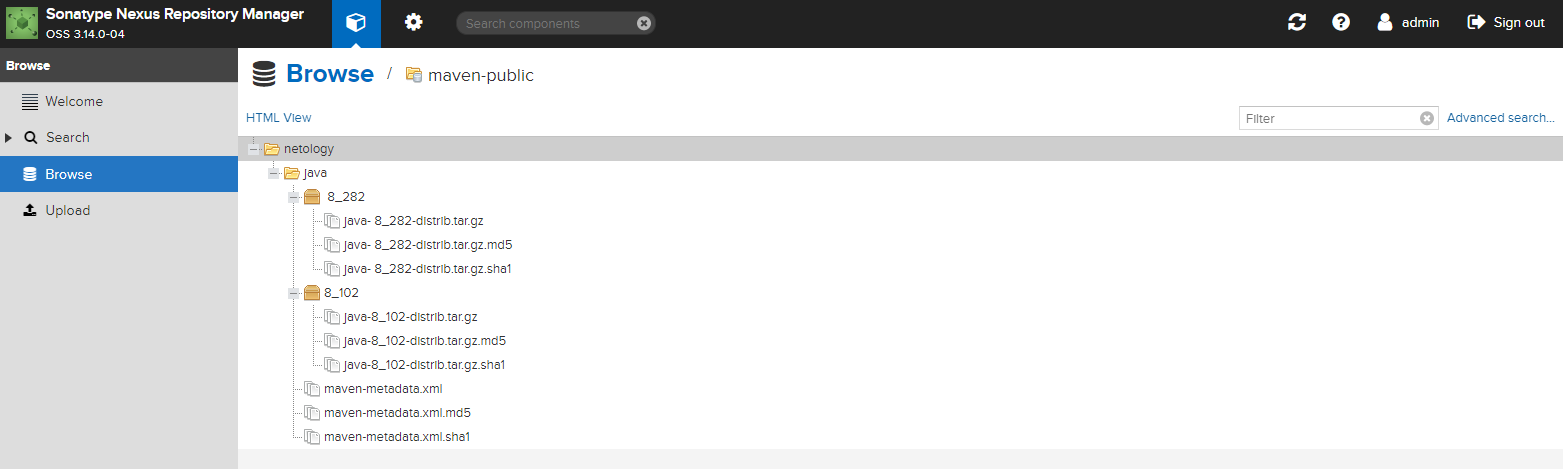 Sonatype Nexus Repository Manager
OSS 3.14.0-04
Search components
admin
Sign out
Browse
Welcome
Search
Browse
Upload
Browse / maven-public
HTML View
Filter
Advanced search...
netology
java
8_282
java- 8_282-distrib.tar.gz
java- 8_282-distrib.tar.gz.md5
java- 8_282-distrib.tar.gz.sha1
8_102
java-8_102-distrib.tar.gz
java-8_102-distrib.tar.gz.md5
java-8_102-distrib.tar.gz.sha1
maven-metadata.xml
maven-metadata.xml.md5
maven-metadata.xml.sha1